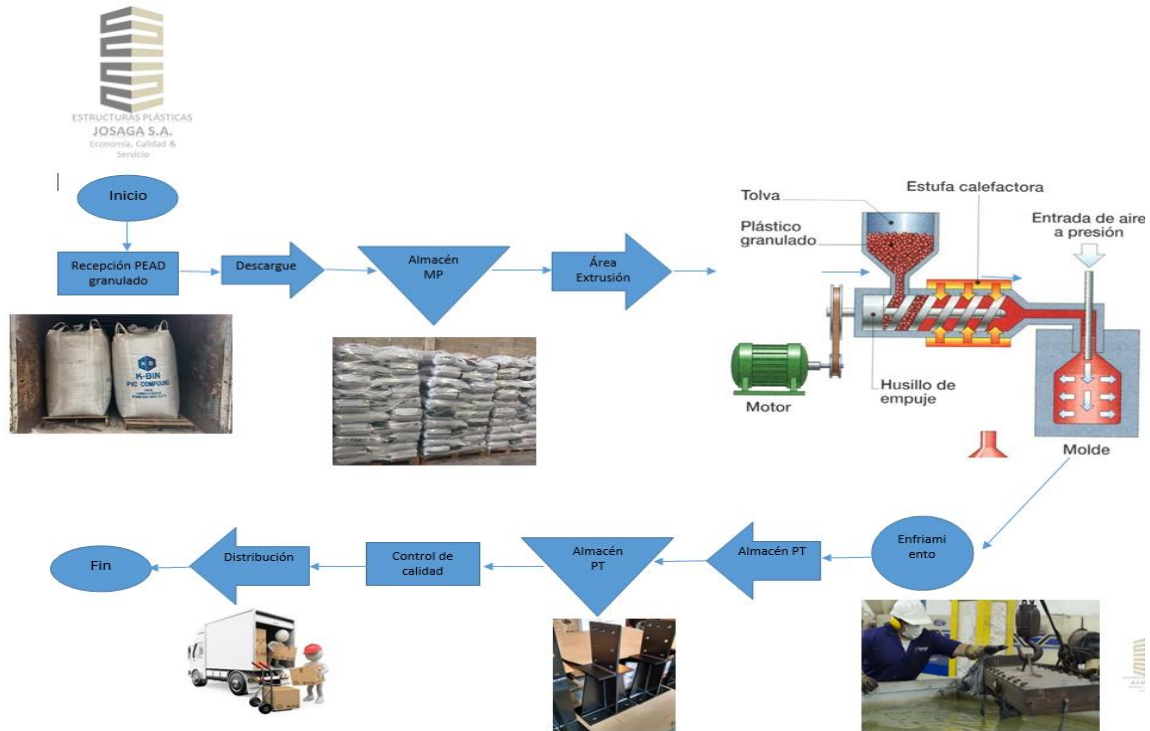 ESTRUCTURAS PLÁSTICAS
JOSAGA S.A.
Economía, Calidad &
Servicio
Inicio
Recepción PEAD
granulado
Descargue
Almacén
MP
Área
Extrusión
Tolva
Plástico
granulado
Estufa calefactora
Entrada de aire
a presión
Motor
Husillo de
empuje
Molde
K-BIN
PVC COMPOUND
Fin
Distribución
Control de
calidad
Almacén
PT
Almacén PT
Enfriami
ento